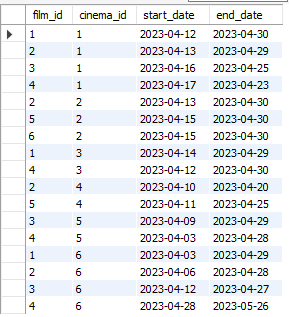 film_id cinema_id start_date end_date
1 1 2023-04-12 2023-04-30
2 1 2023-04-13 2023-04-29
3 1 2023-04-16 2023-04-25
4 1 2023-04-17 2023-04-23
2 2 2023-04-13 2023-04-30
5 2 2023-04-15 2023-04-30
6 2 2023-04-15 2023-04-30
1 3 2023-04-14 2023-04-29
4 3 2023-04-12 2023-04-30
2 4 2023-04-10 2023-04-20
5 4 2023-04-11 2023-04-25
3 5 2023-04-09 2023-04-29
4 5 2023-04-03 2023-04-28
1 6 2023-04-03 2023-04-29
2 6 2023-04-06 2023-04-28
3 6 2023-04-12 2023-04-27
4 6 2023-04-28 2023-05-26